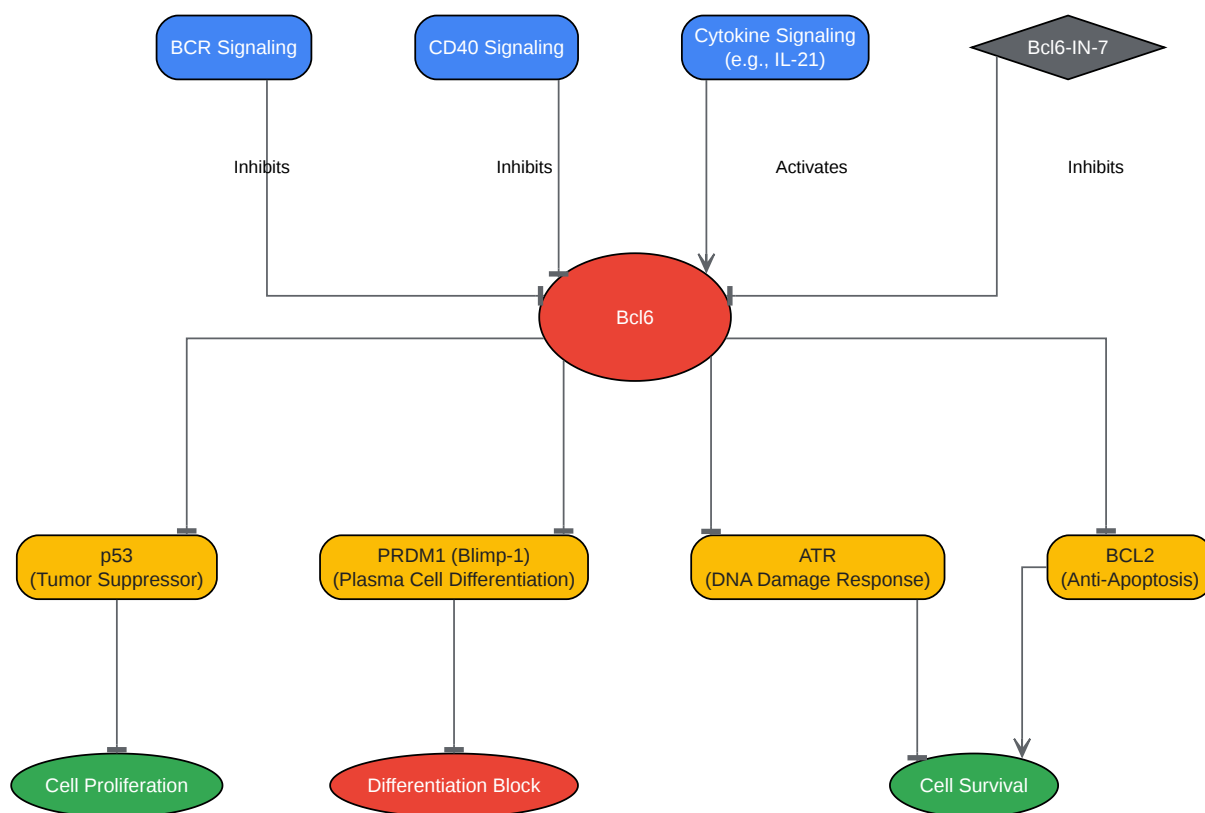 BCR Signaling
CD40 Signaling
Cytokine Signaling
(e.g., IL-21)
Bcl6-IN-7
Inhibits
Inhibits
Activates
Inhibits
Bcl6
p53
(Tumor Suppressor)
PRDM1 (Blimp-1)
(Plasma Cell Differentiation)
ATR
(DNA Damage Response)
BCL2
(Anti-Apoptosis)
Cell Proliferation
Differentiation Block
Cell Survival